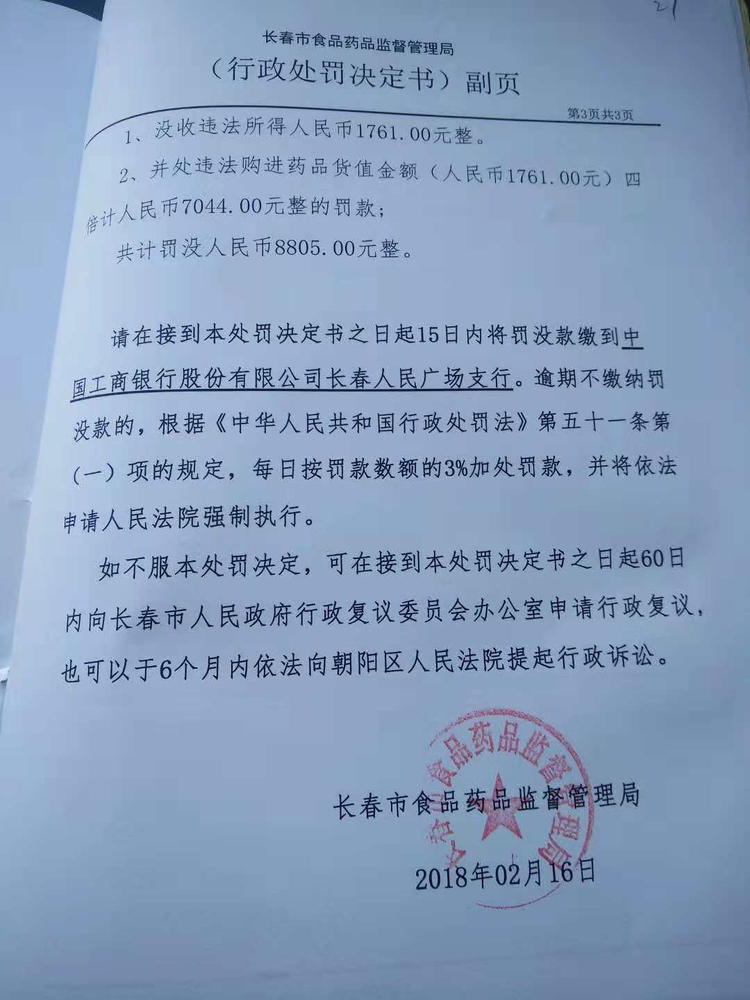 21
长春市食品药品监督管理局
（行政处罚决定书）副页
第3页共3页
1、没收违法所得人民币1761.00元整。
2、并处违法购进药品货值金额（人民币1761.00元）四
倍计人民币7044.00元整的罚款；
共计罚没人民币8805.00元整。
请在接到本处罚决定书之日起15日内将罚没款缴到中
国工商银行股份有限公司长春人民广场支行。逾期不缴纳罚
没款的，根据《中华人民共和国行政处罚法》第五十一条第
（一）项的规定，每日按罚款数额的3%加处罚款，并将依法
申请人民法院强制执行。
如不服本处罚决定，可在接到本处罚决定书之日起60日
内向长春市人民政府行政复议委员会办公室申请行政复议，
也可以于6个月内依法向朝阳区人民法院提起行政诉讼。
长春市食品药品监督管理局
长春市食品药品监督管理局
2018年02月16日